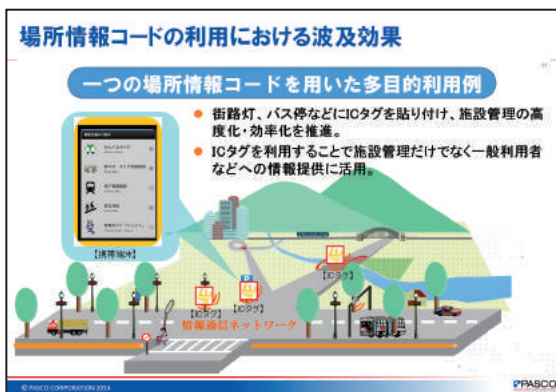 場所情報コードの利用における波及効果
一つの場所情報コードを用いた多目的利用例
● 街路灯、バス停などにICタグを貼り付け、施設管理の高
度化・効率化を推進。
● ICタグを利用することで施設管理だけでなく一般利用者
などへの情報提供に活用。
【携帯端末】
【ICタグ】
【ICタグ】
【ICタグ】
P
情報通信ネットワーク
© PASCO CORPORATION 2014
PASCO